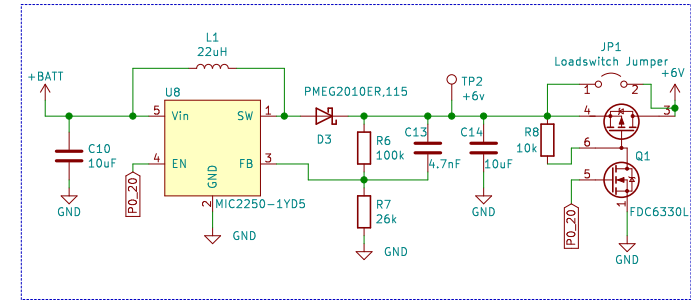 L1
22uH
JP1
Loadswitch Jumper
+BATT
U8
PMEG2010ER,115
TP2
+6v
1
2
+6V
5
Vin
SW
1
D3
4
3
C10
10uF
4
EN
GND
FB
3
R6
100k
C13
4.7nF
C14
10uF
R8
10k
6
Q1
P0_20
GND
2
MIC2250-1YD5
GND
R7
26k
GND
GND
5
P0_20
1
FDC6330L
GND